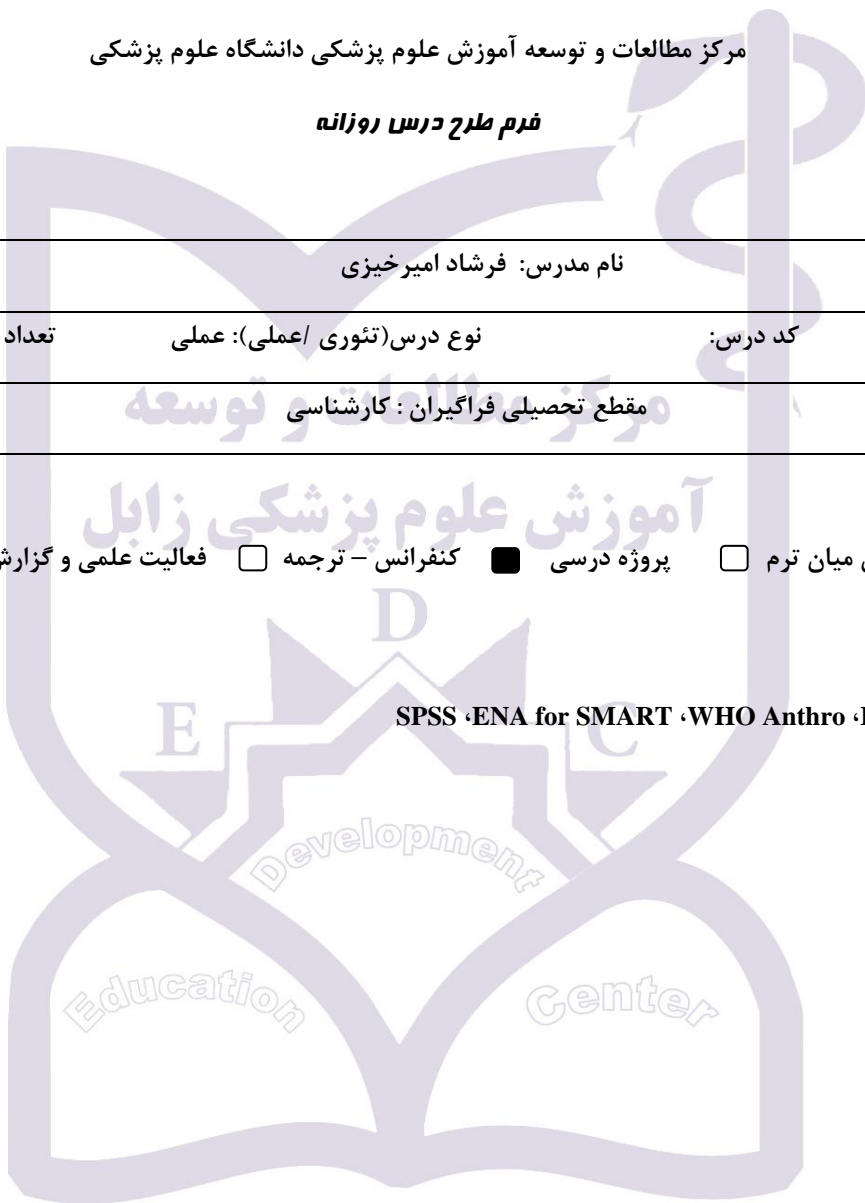 مرکز مطالعات و توسعه آموزش علوم پزشکی دانشگاه علوم پزشکی
فرم طرح درس روزانه
نام مدرس: فرشاد امیرخیزی
کد درس: نوع درس(تئوری /عملی): عملی تعداد
مرکز مطالعات و توسعه
مقطع تحصیلی فراگیران : کارشناسی
آموزش علوم پزشکی زابل
میان ترم پروژه درسی کنفرانس – ترجمه فعالیت علمی و
E D C
SPSS ،ENA for SMART ،WHO Anthro ،
Development
Education Center